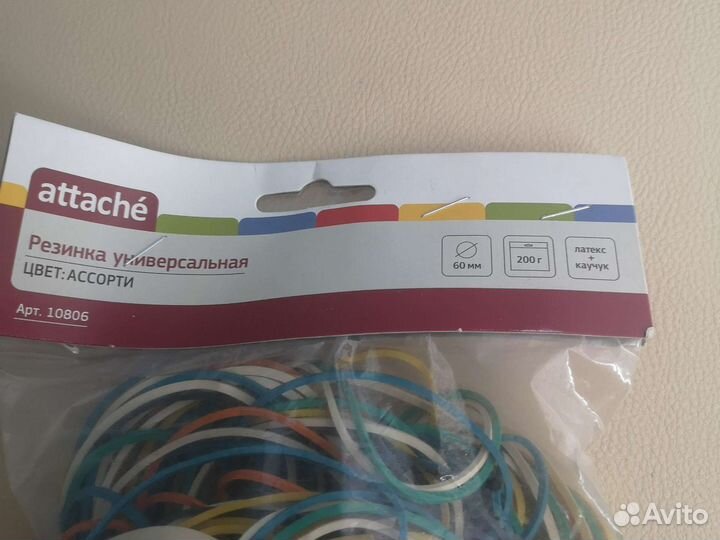 attaché
Резинка универсальная
ЦВЕТ: АССОРТИ
Арт. 10806
60 мм
200 г
латекс
+
каучук
Avito